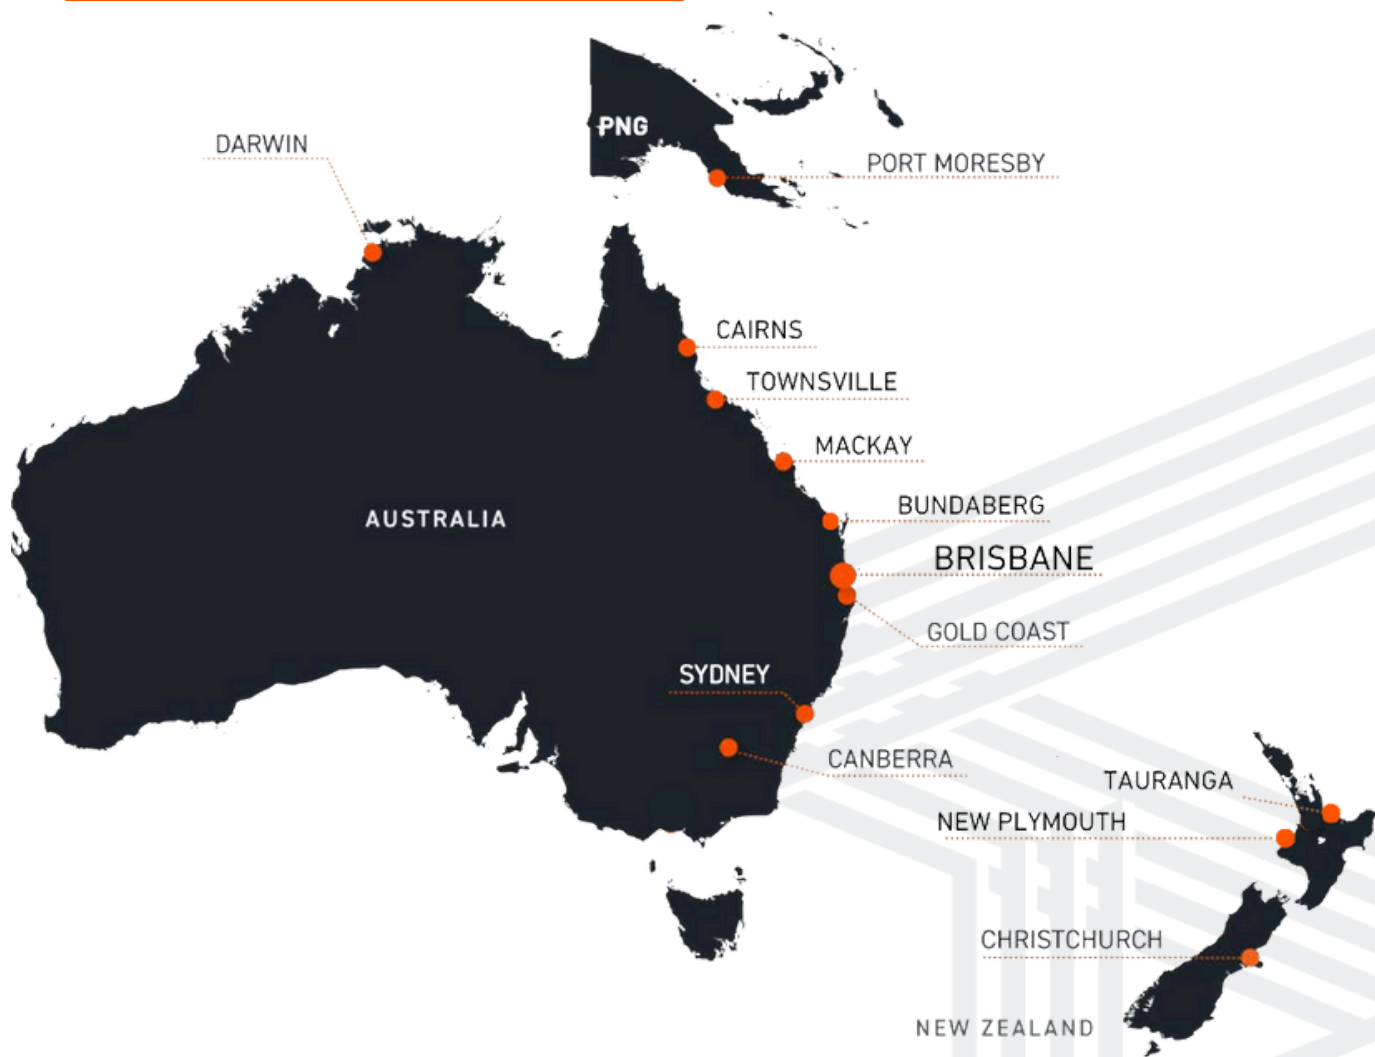 PNG
DARWIN
PORT MORESBY
CAIRNS
TOWNSVILLE
MACKAY
BUNDABERG
AUSTRALIA
BRISBANE
GOLD COAST
SYDNEY
CANBERRA
TAURANGA
NEW PLYMOUTH
CHRISTCHURCH
NEW ZEALAND